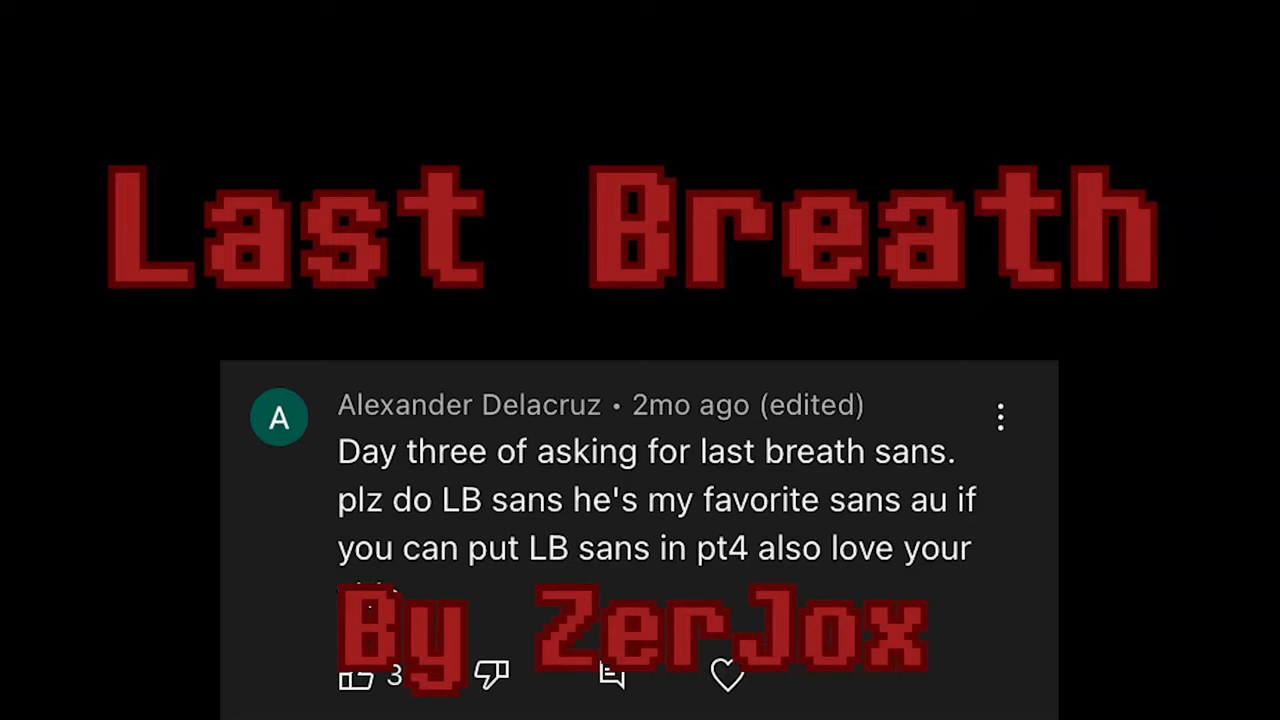 Last Breath
A
Alexander Delacruz • 2mo ago (edited)
Day three of asking for last breath sans.
plz do LB sans he's my favorite sans au if
you can put LB sans in pt4 also love your
By ZerJox
3